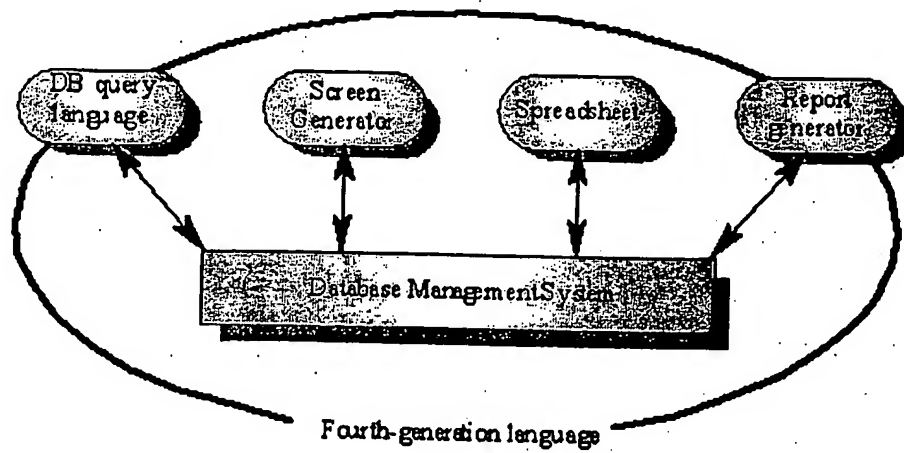 DB query
language
Screen
Generator
Spreadsheet
Report
generator
Database Management System
Fourth-generation language